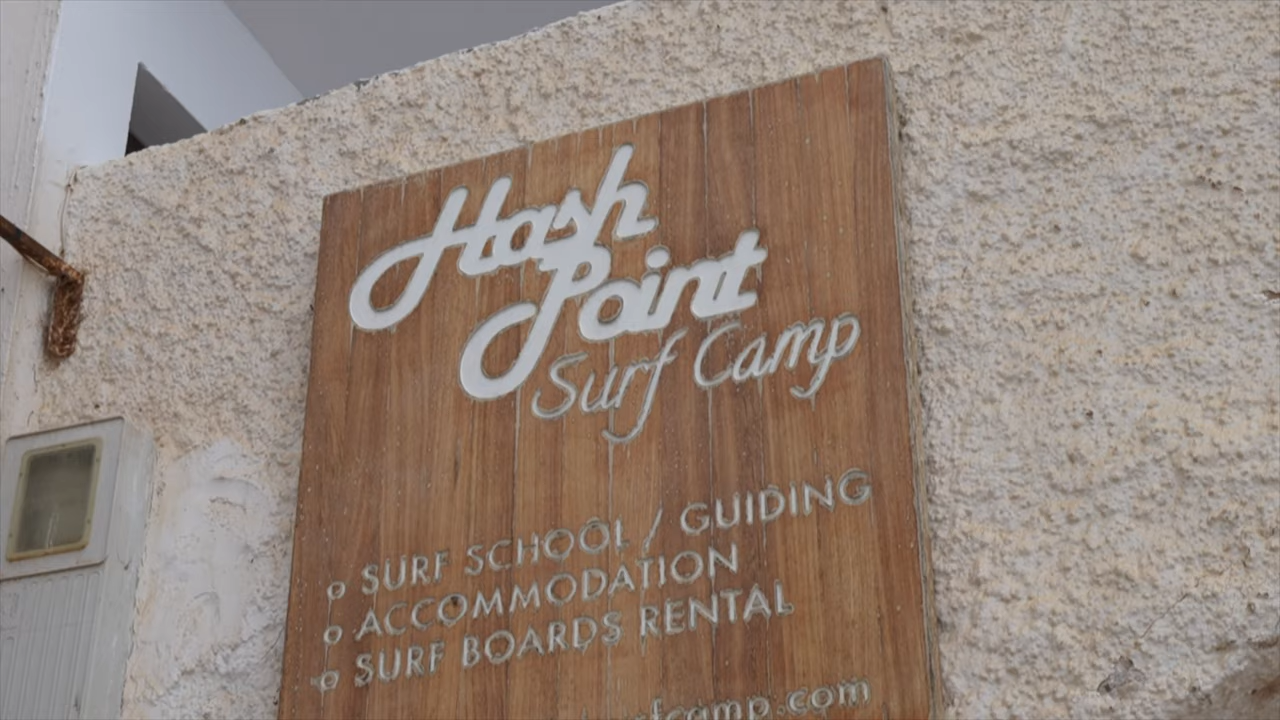 Hash
Point
Surf Camp
o SURF SCHOOL / GUIDING
o ACCOMMODATION
o SURF BOARDS RENTAL